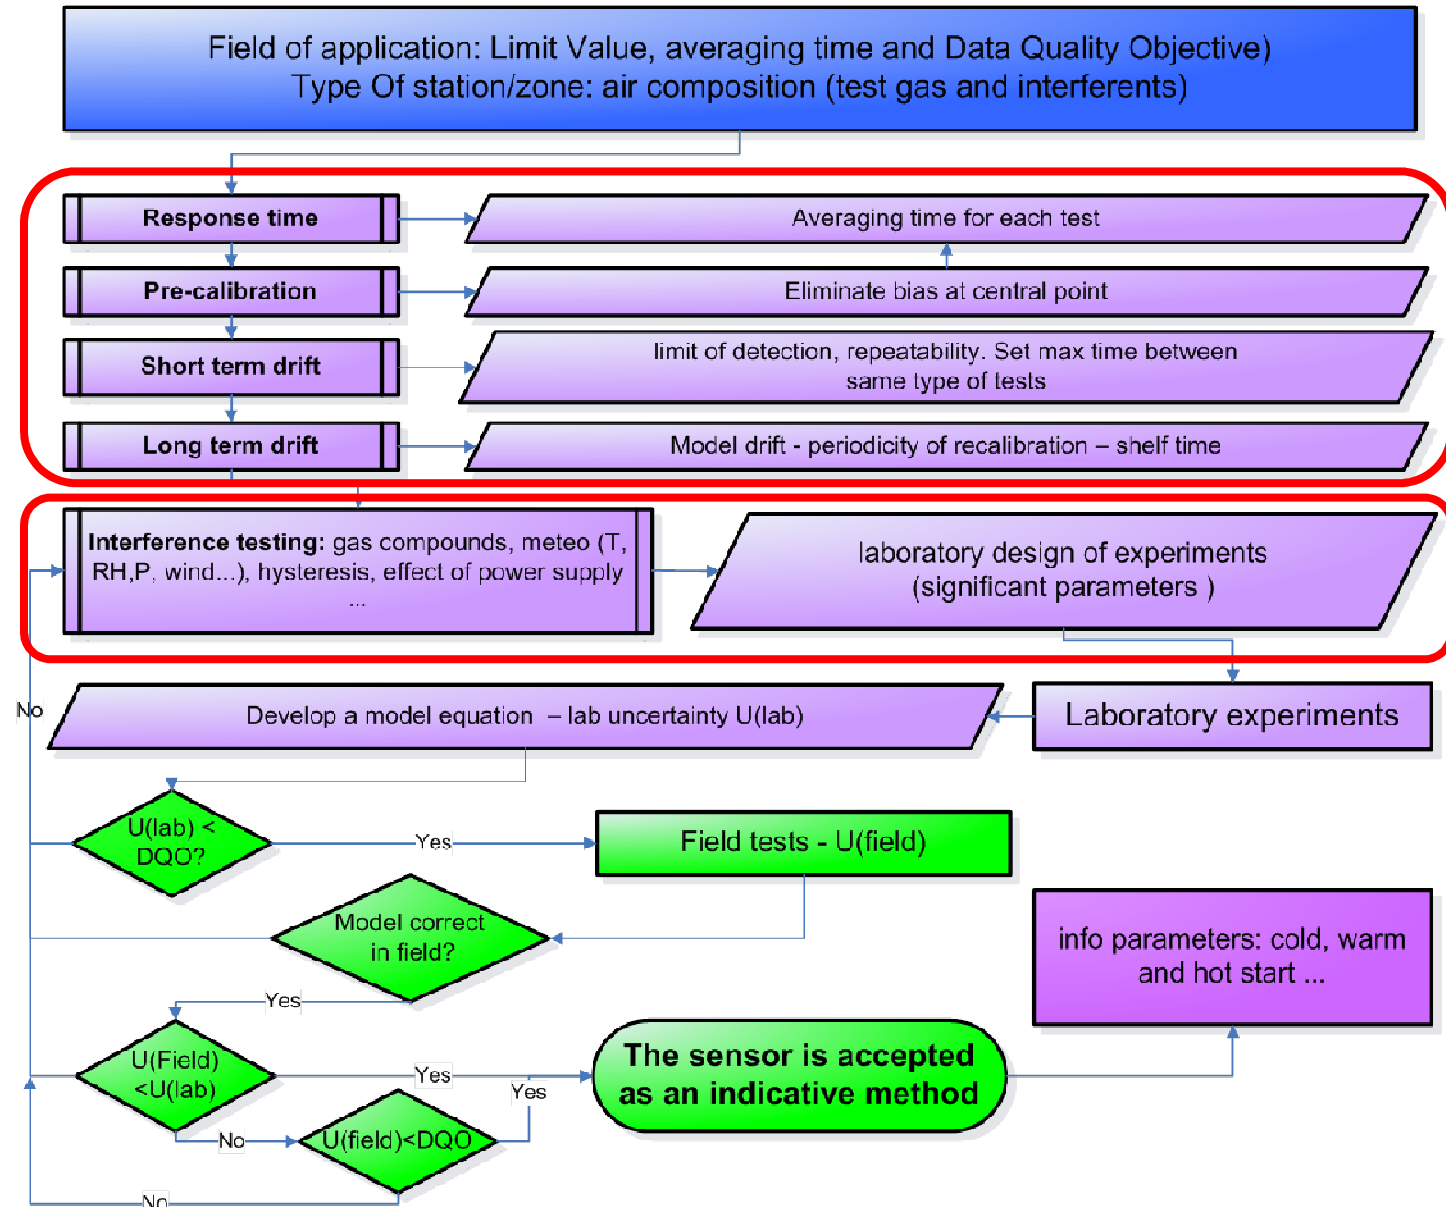 Field of application: Limit Value, averaging time and Data Quality Objective)
Type Of station/zone: air composition (test gas and interferents)
Response time
Averaging time for each test
Pre-calibration
Eliminate bias at central point
Short term drift
limit of detection, repeatability. Set max time between
same type of tests
Long term drift
Model drift - periodicity of recalibration – shelf time
Interference testing: gas compounds, meteo (T,
RH,P, wind...), hysteresis, effect of power supply
...
laboratory design of experiments
(significant parameters )
No
Develop a model equation – lab uncertainty U(lab)
Laboratory experiments
U(lab) <
DQO?
Yes
Field tests - U(field)
Model correct
in field?
info parameters: cold, warm
and hot start ...
Yes
U(Field)
<U(lab)
Yes
The sensor is accepted
as an indicative method
Yes
No
U(field)<DQO
No